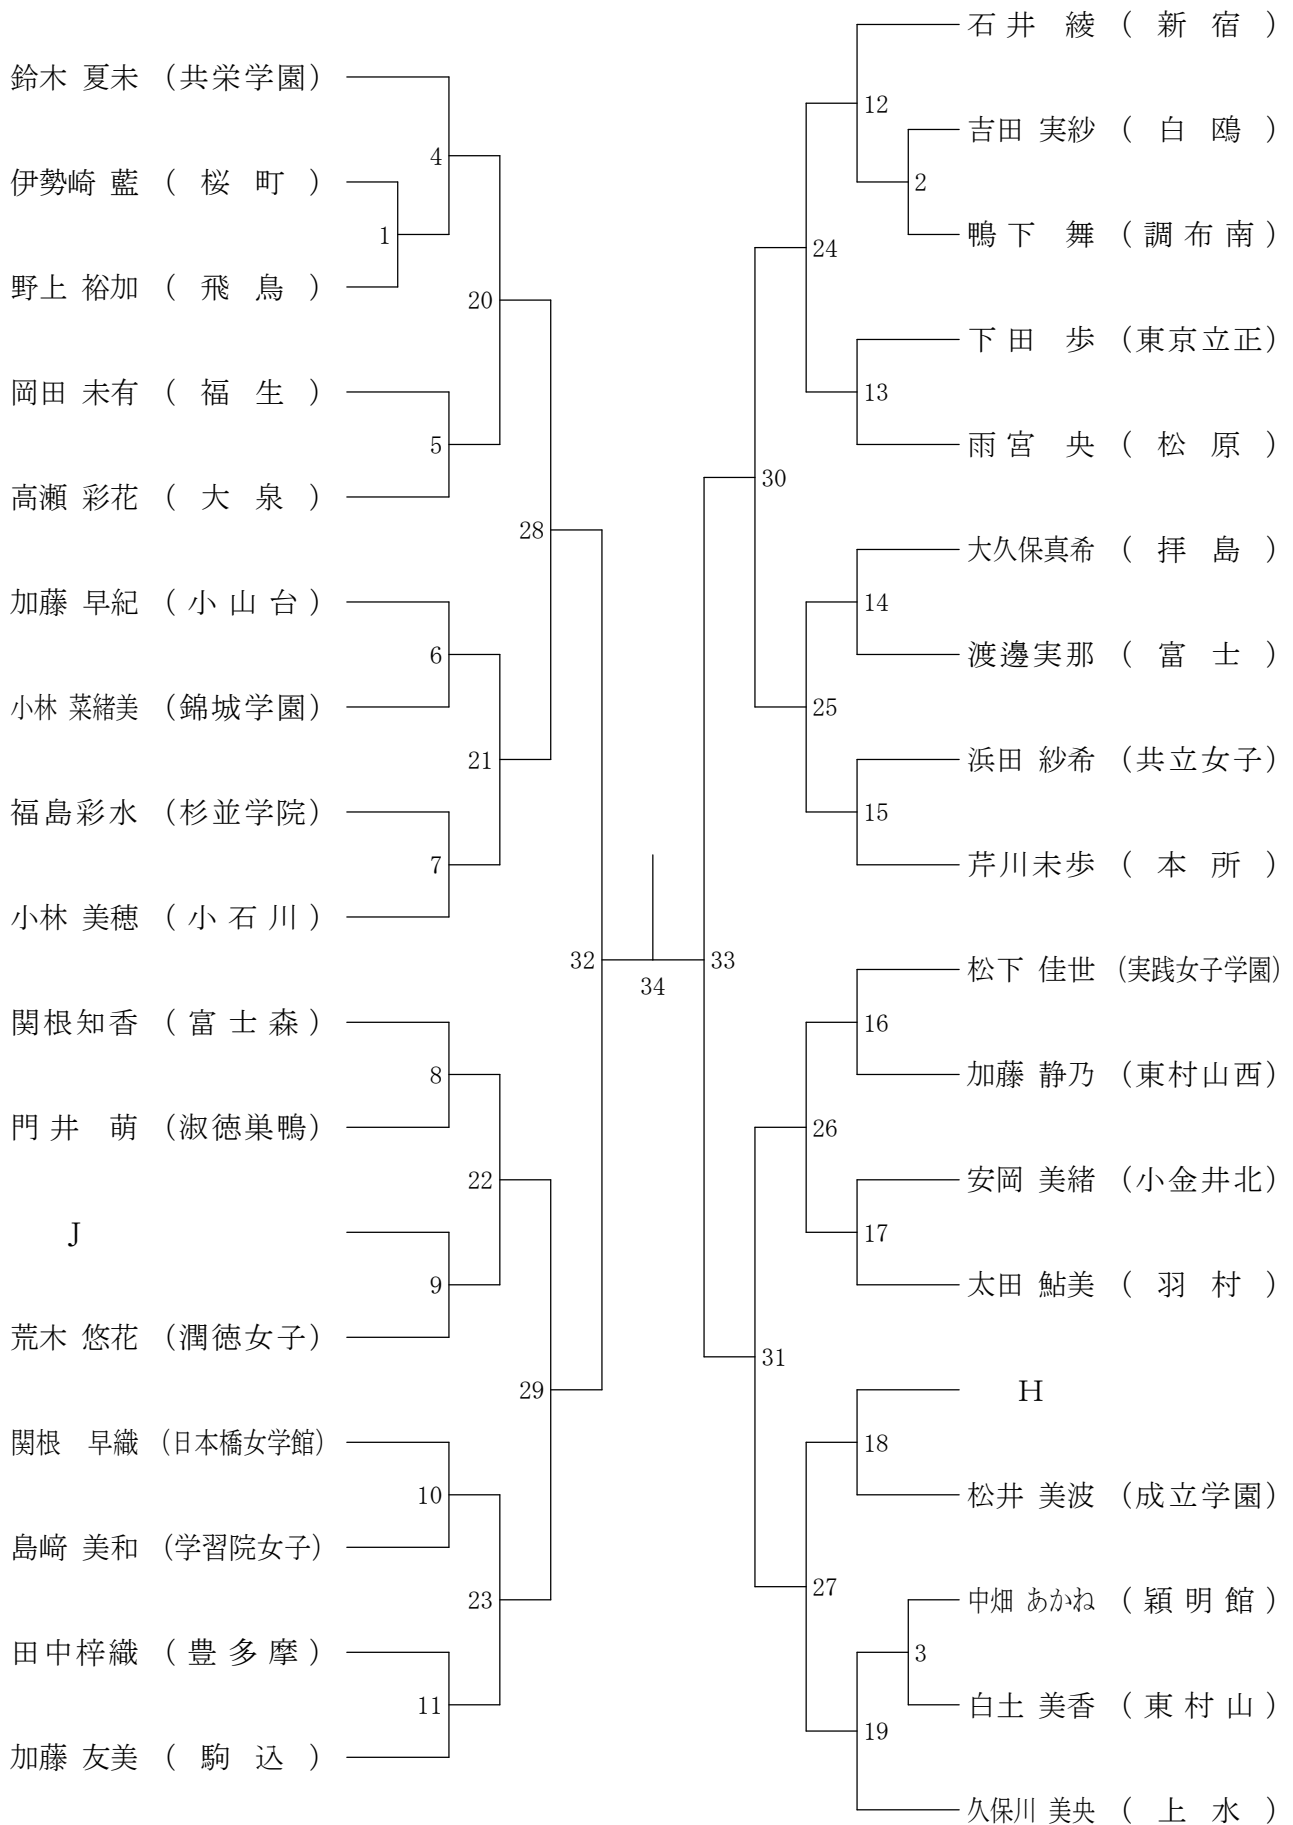 鈴木 夏未 (共栄学園)
4
伊勢崎 藍 ( 桜 町 )
1
野上 裕加 ( 飛 鳥 )
20
岡田 未有 ( 福 生 )
5
高瀬 彩花 ( 大 泉 )
28
加藤 早紀 ( 小 山 台 )
6
小林 菜緒美 (錦城学園)
21
福島彩水 (杉並学院)
7
小林 美穂 ( 小 石 川 )
32
関根知香 ( 富 士 森 )
8
門 井 萌 (淑徳巣鴨)
22
J
9
荒木 悠花 (潤徳女子)
29
関根 早織 (日本橋女学館)
10
島﨑 美和 (学習院女子)
23
田中梓織 ( 豊 多 摩 )
11
加藤 友美 ( 駒 込 )
34
石 井 綾 ( 新 宿 )
12
吉田 実紗 ( 白 鴎 )
2
鴨 下 舞 ( 調 布 南 )
24
下 田 歩 (東京立正)
13
雨 宮 央 ( 松 原 )
30
大久保真希 ( 拝 島 )
14
渡邊実那 ( 富 士 )
25
浜田 紗希 (共立女子)
15
芹川未歩 ( 本 所 )
33
松下 佳世 (実践女子学園)
16
加藤 静乃 (東村山西)
26
安岡 美緒 (小金井北)
17
太田 鮎美 ( 羽 村 )
31
H
18
松井 美波 (成立学園)
27
中畑 あかね ( 穎 明 館 )
3
白土 美香 ( 東 村 山 )
19
久保川 美央 ( 上 水 )